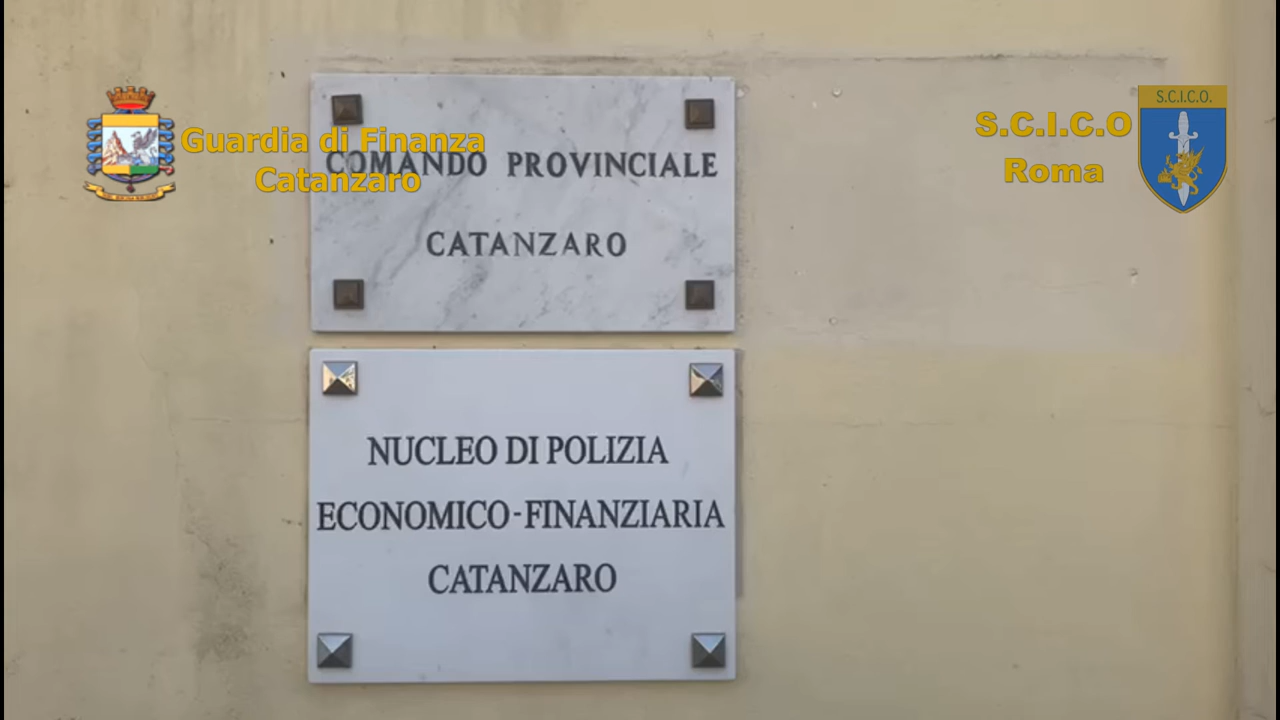 Guardia di Finanza
Catanzaro
S.C.I.C.O
Roma
S.C.I.C.O.
COMANDO PROVINCIALE
CATANZARO
NUCLEO DI POLIZIA
ECONOMICO-FINANZIARIA
CATANZARO